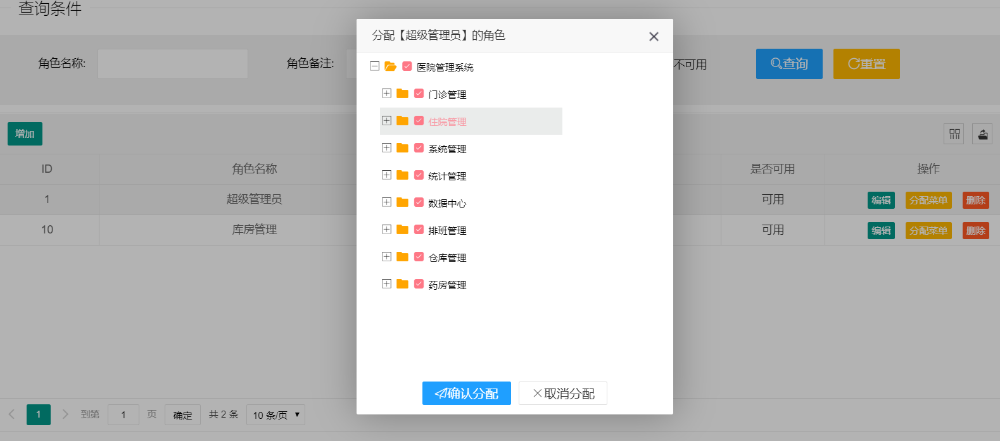 查询条件
分配【超级管理员】的角色
角色名称:
角色备注:
不可用
查询
重置
医院管理系统
门诊管理
住院管理
系统管理
统计管理
数据中心
排班管理
仓库管理
药房管理
增加
ID 角色名称 是否可用 操作
1 超级管理员 可用 编辑 分配菜单 删除
10 库房管理 可用 编辑 分配菜单 删除
确认分配 取消分配
1 到第 1 页 确定 共 2 条 10 条/页